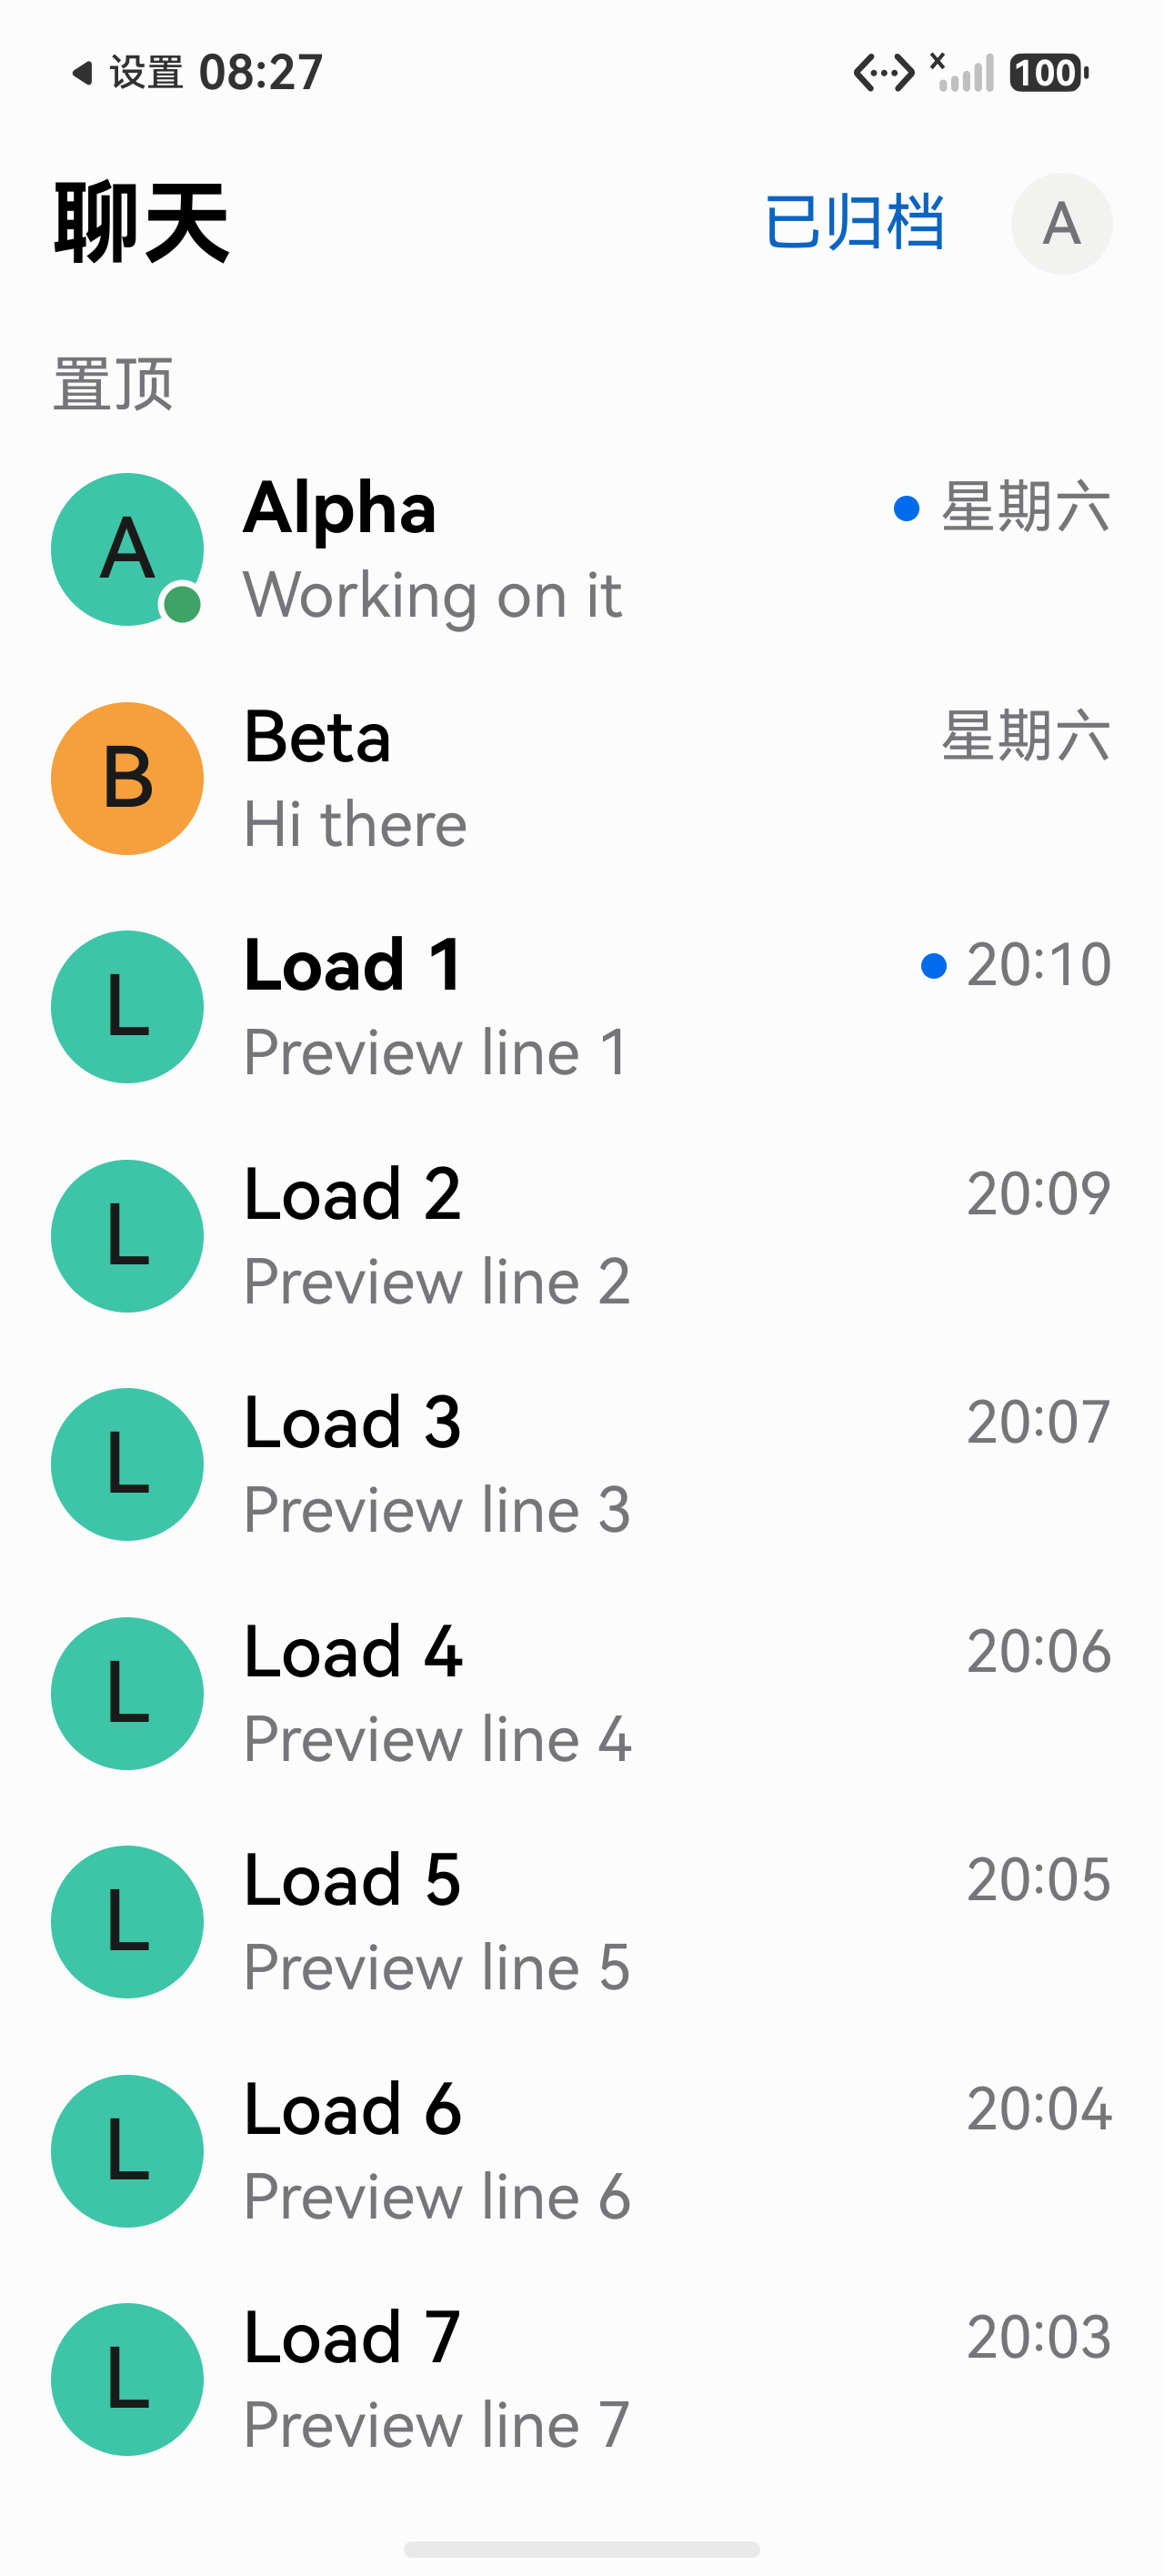 设置 08:27 100
聊天 已归档 A
置顶
A Alpha 星期六
Working on it
B Beta 星期六
Hi there
L Load 1 20:10
Preview line 1
L Load 2 20:09
Preview line 2
L Load 3 20:07
Preview line 3
L Load 4 20:06
Preview line 4
L Load 5 20:05
Preview line 5
L Load 6 20:04
Preview line 6
L Load 7 20:03
Preview line 7